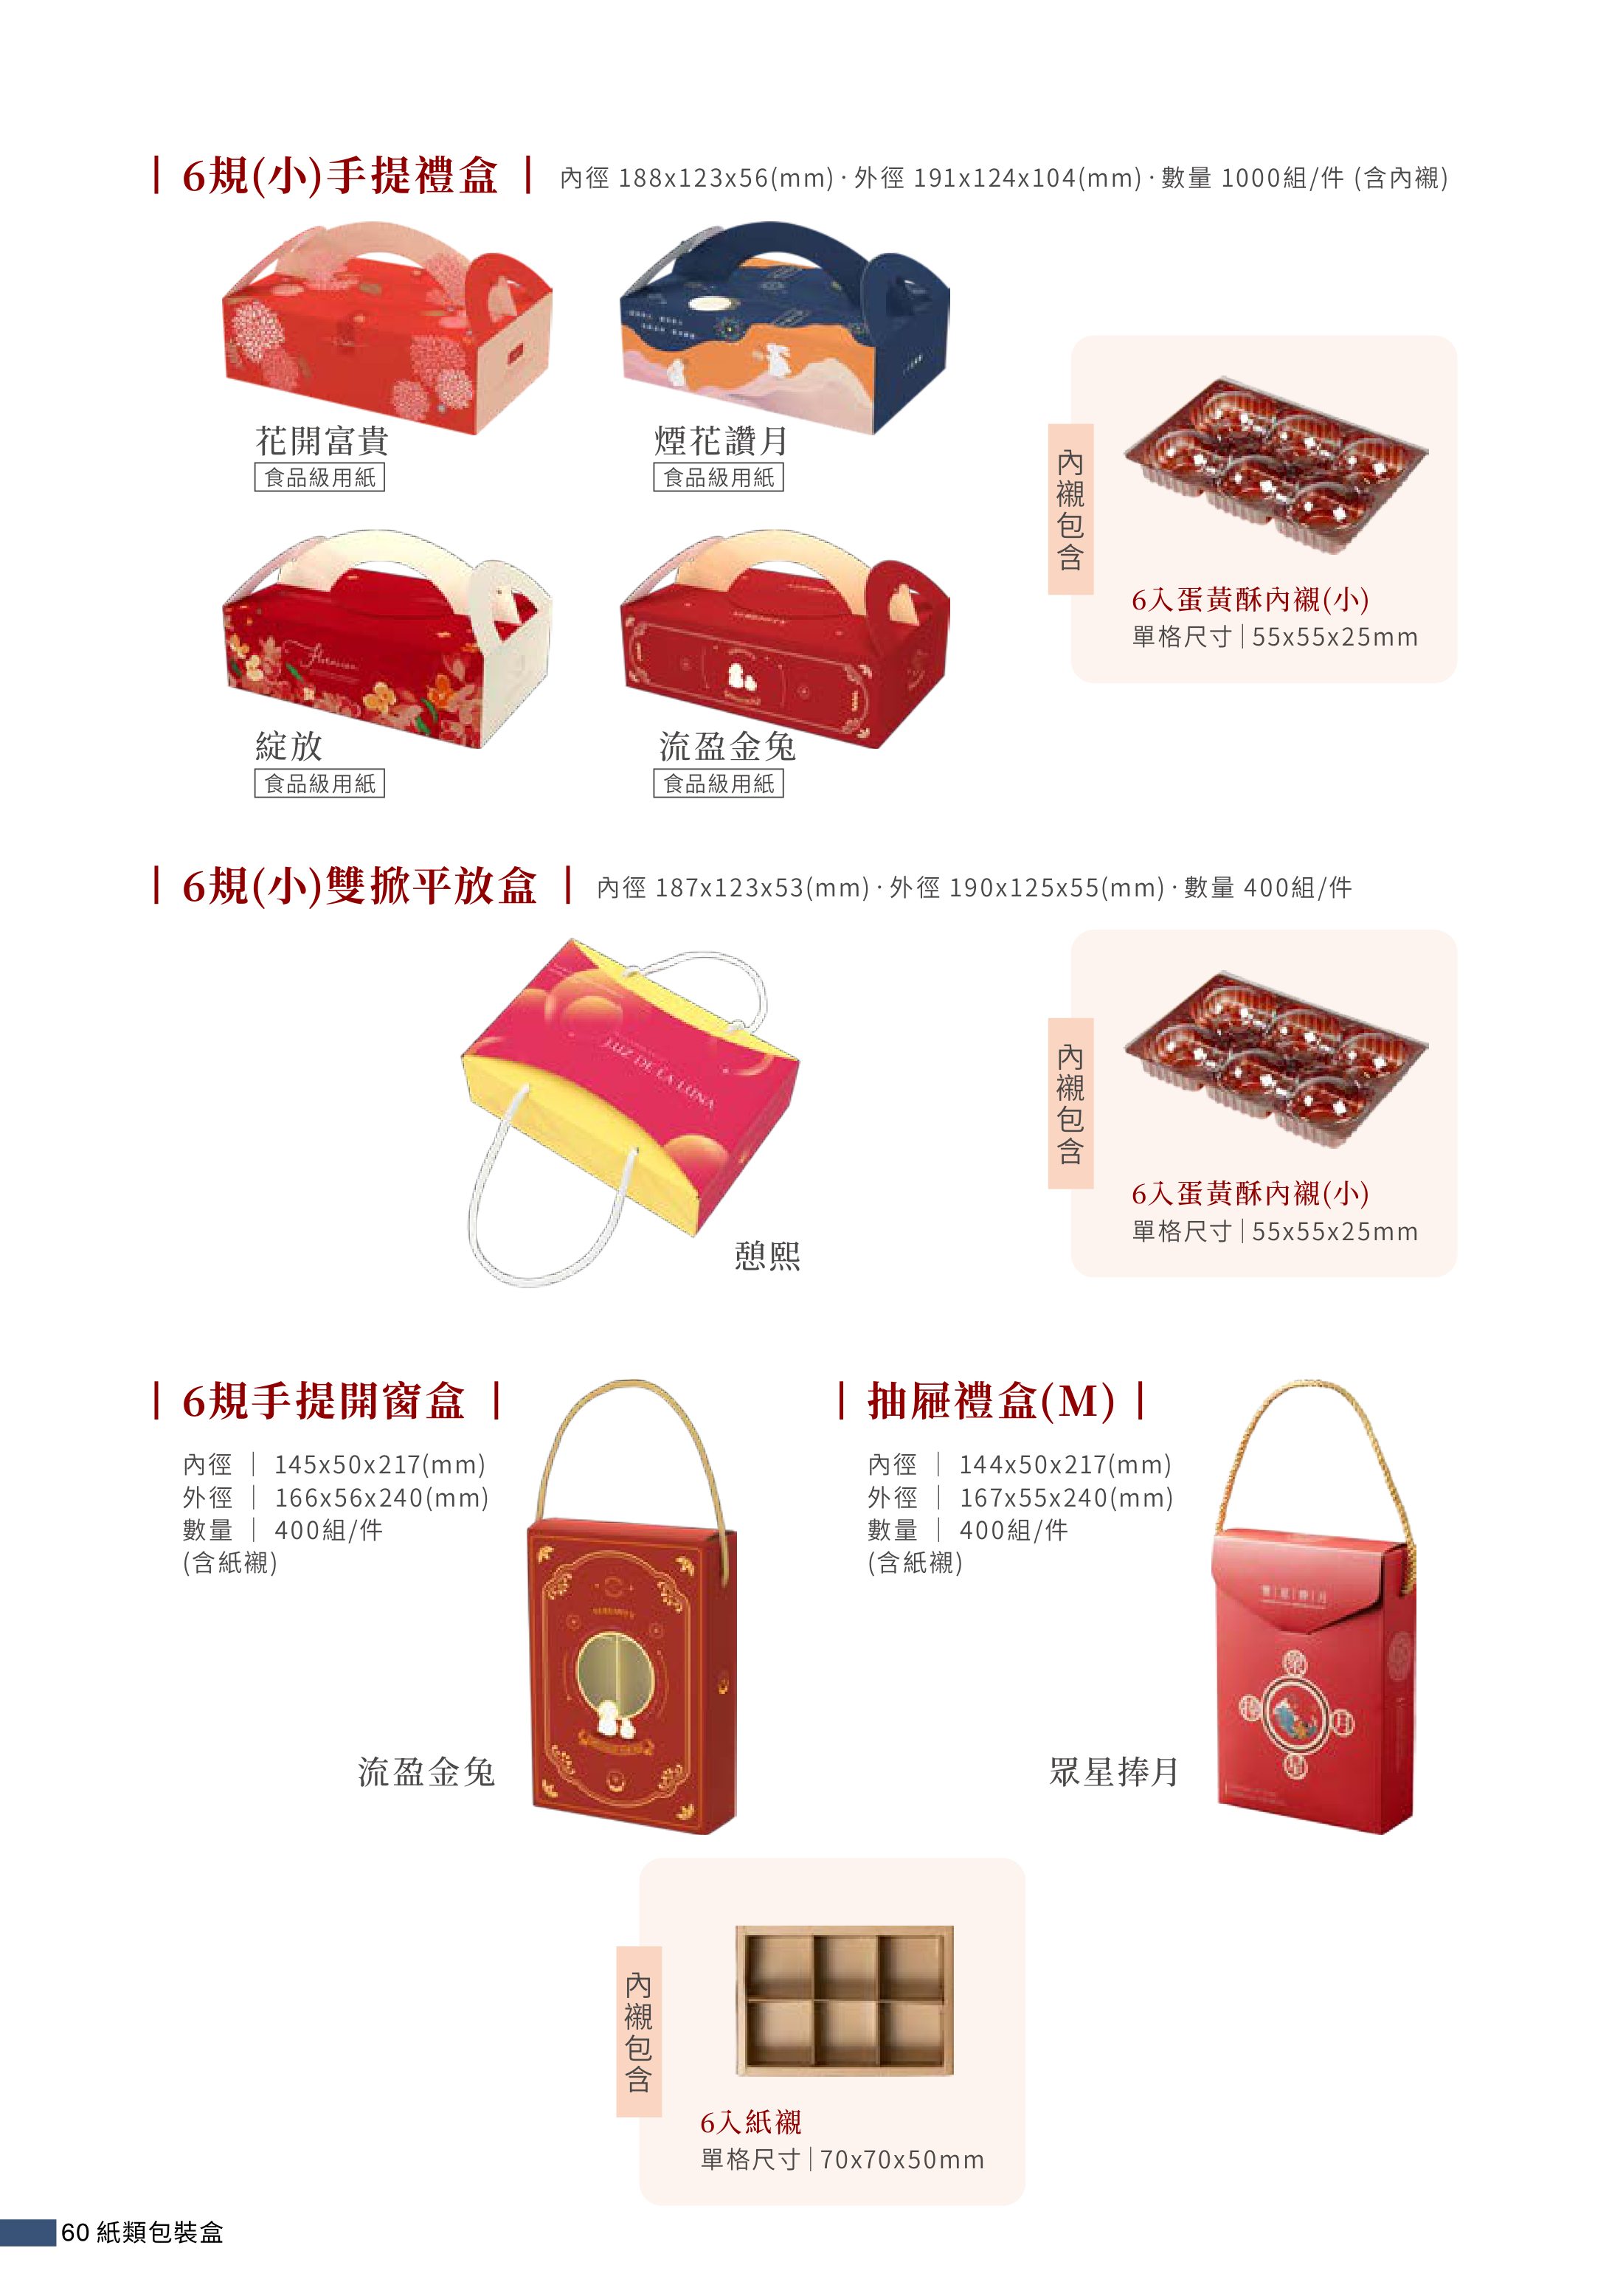 6規(小)手提禮盒
內徑 188x123x56(mm)·外徑 191x124x104(mm)·數量 1000組/件 (含內襯)
花開富貴
食品級用紙
煙花讚月
食品級用紙
綻放
食品級用紙
流盈金兔
食品級用紙
內襯包含
6入蛋黃酥內襯(小)
單格尺寸|55x55x25mm
6規(小)雙掀平放盒
內徑 187x123x53(mm)·外徑 190x125x55(mm)·數量 400組/件
LUZ DE LA LUNA
憩熙
內襯包含
6入蛋黃酥內襯(小)
單格尺寸|55x55x25mm
6規手提開窗盒
內徑 | 145x50x217(mm)
外徑 | 166x56x240(mm)
數量 | 400組/件
(含紙襯)
流盈金兔
抽屜禮盒(M)
內徑 | 144x50x217(mm)
外徑 | 167x55x240(mm)
數量 | 400組/件
(含紙襯)
眾|星|捧|月
眾
捧
月
星
眾星捧月
內襯包含
6入紙襯
單格尺寸|70x70x50mm
60 紙類包裝盒